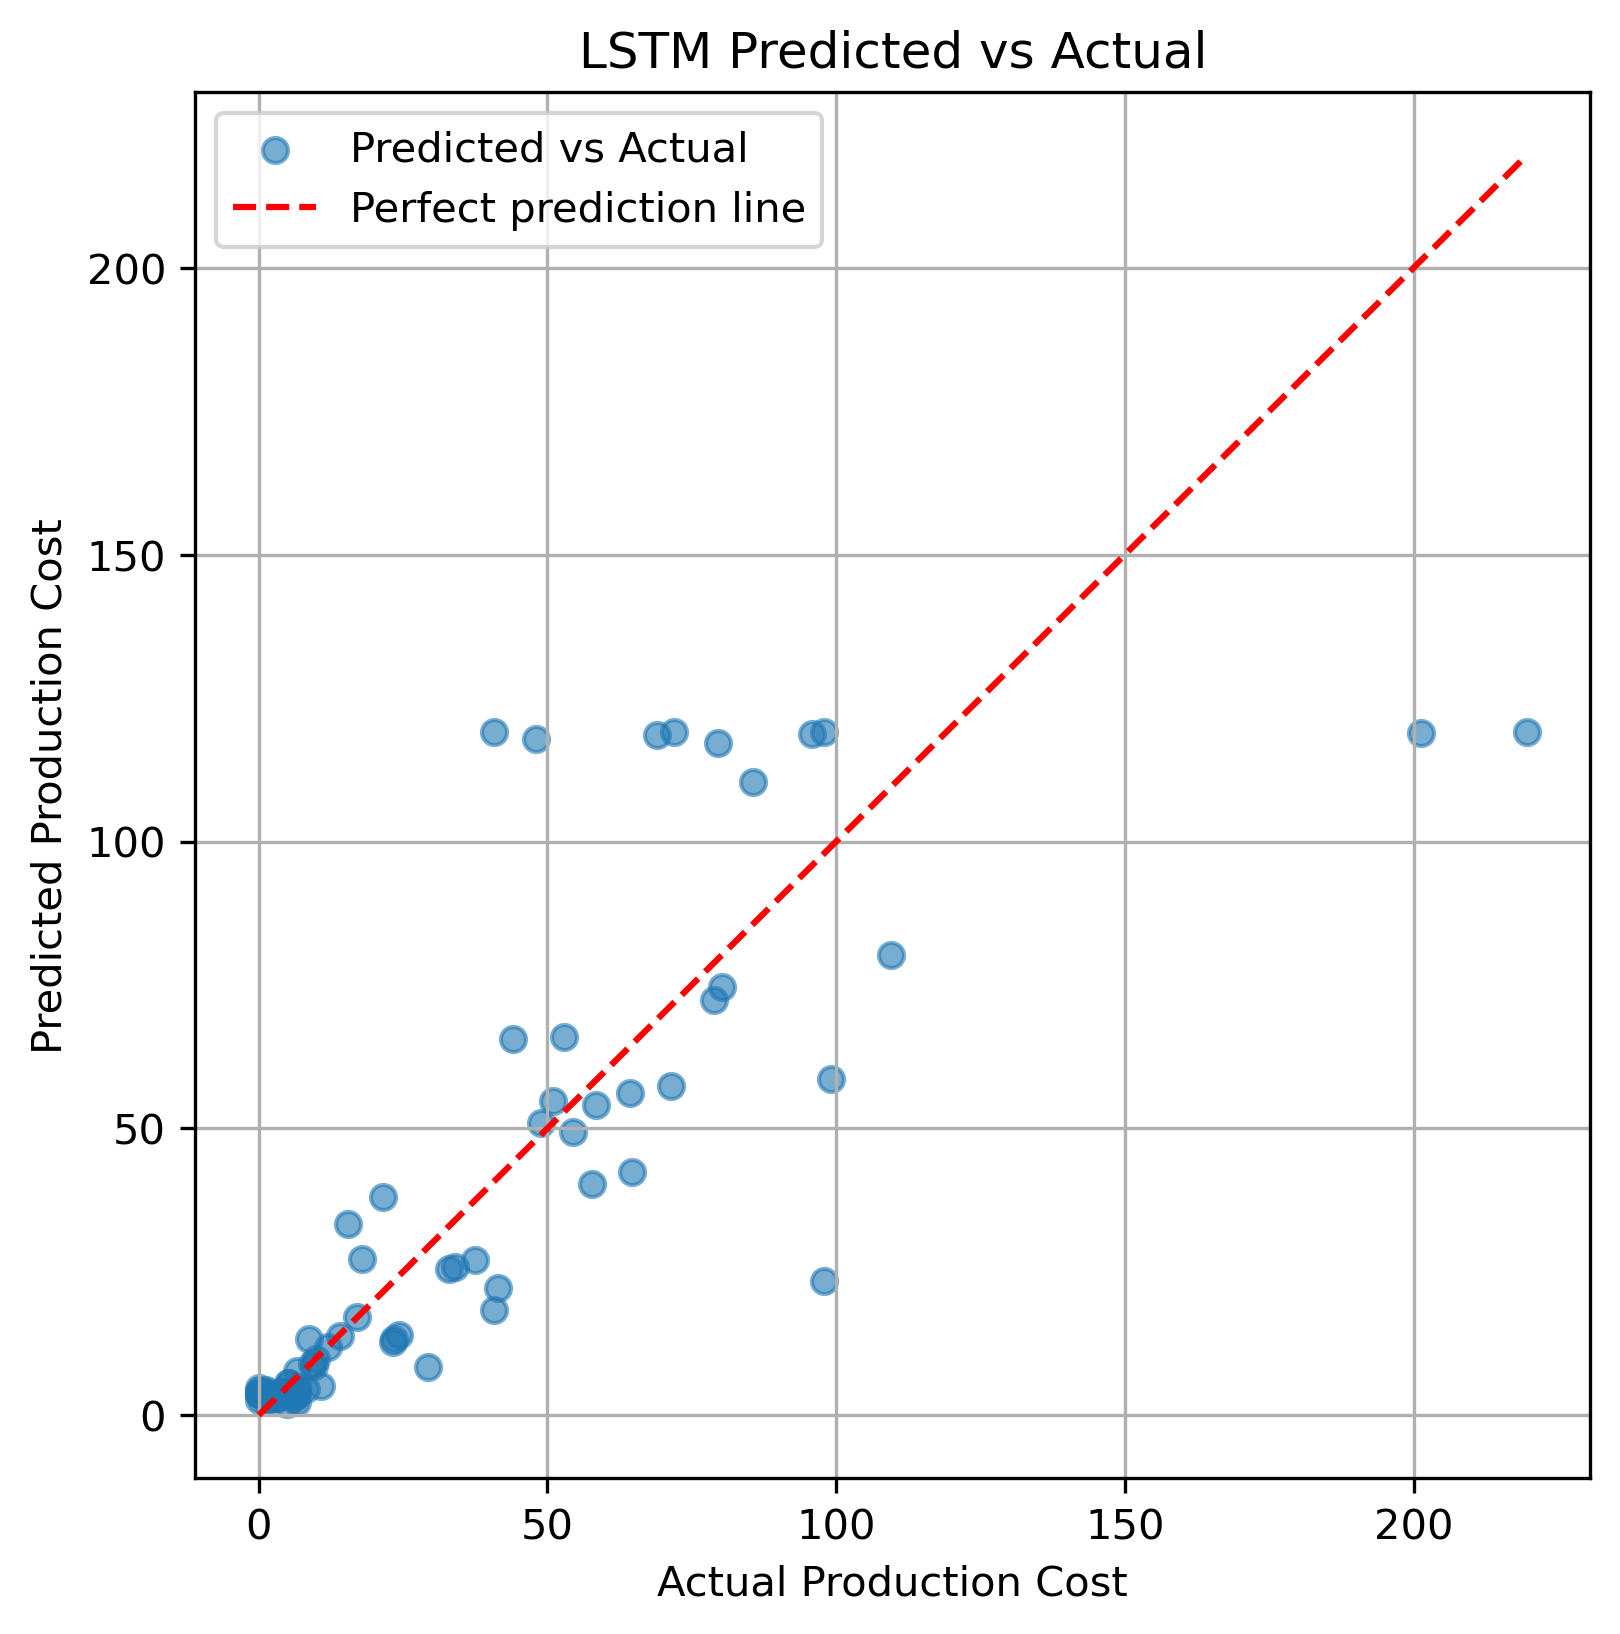 LSTM Predicted vs Actual
Predicted vs Actual
Perfect prediction line
Predicted Production Cost
200
150
100
50
0
0 50 100 150 200
Actual Production Cost